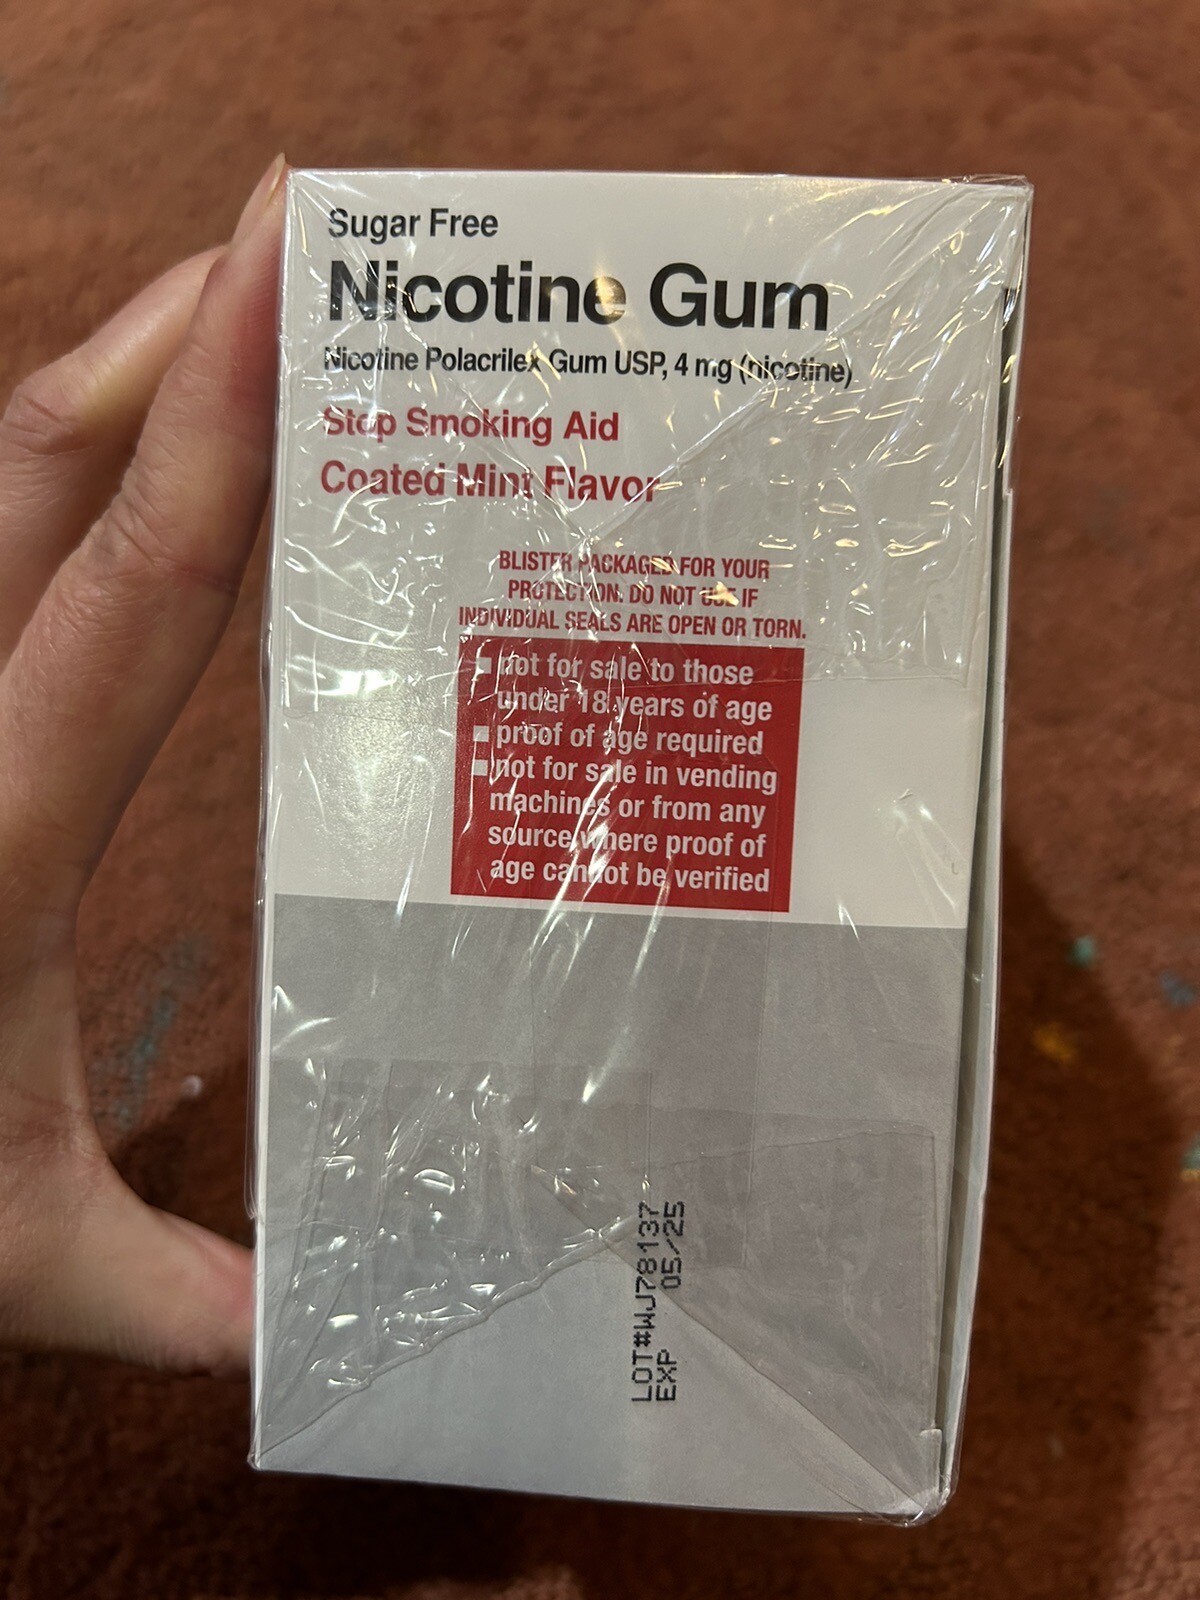 Sugar Free
Nicotine Gum
Nicotine Polacrilex Gum USP, 4 mg (nicotine)
Stop Smoking Aid
Coated Mint Flavor
BLISTER PACKAGED FOR YOUR
PROTECTION. DO NOT USE IF
INDIVIDUAL SEALS ARE OPEN OR TORN.
■ not for sale to those
under 18 years of age
■ proof of age required
■ not for sale in vending
machines or from any
source where proof of
age cannot be verified
LOT#WJ78137
EXP 05/25